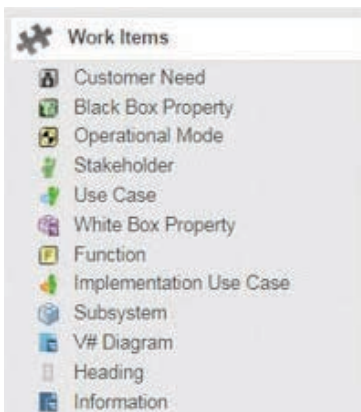 Work Items
Customer Need
Black Box Property
Operational Mode
Stakeholder
Use Case
White Box Property
Function
Implementation Use Case
Subsystem
V# Diagram
Heading
Information